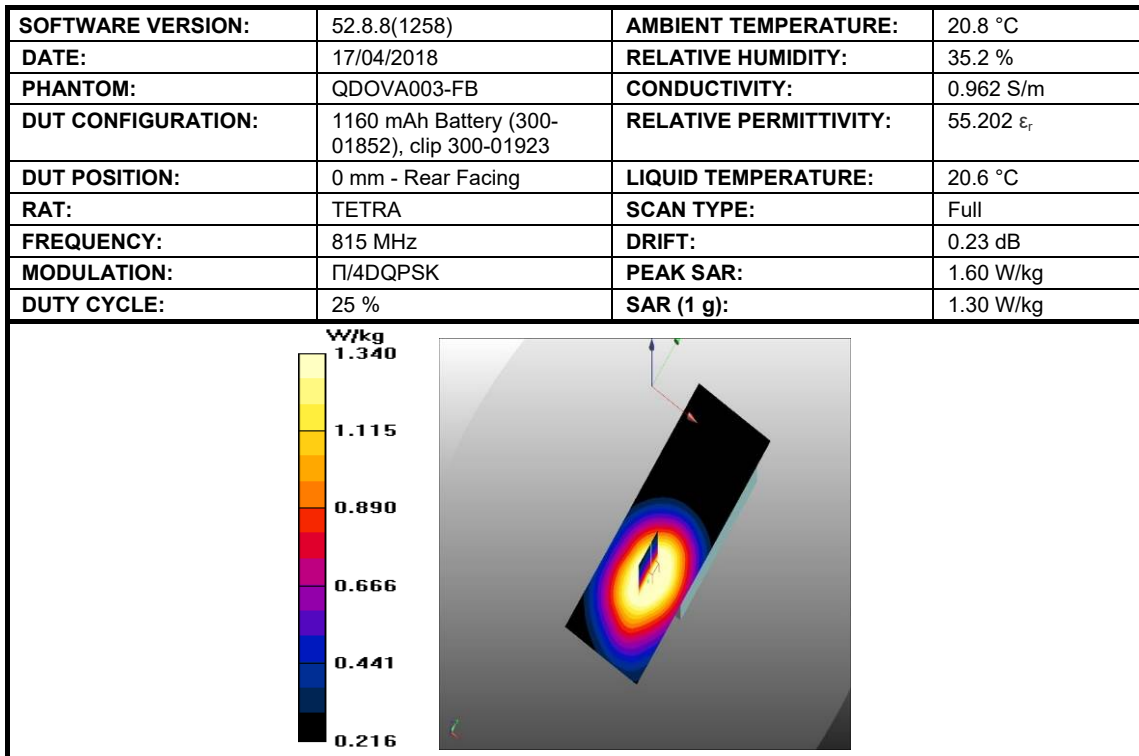 SOFTWARE VERSION: 52.8.8(1258) AMBIENT TEMPERATURE: 20.8 °C
DATE: 17/04/2018 RELATIVE HUMIDITY: 35.2 %
PHANTOM: QDOVA003-FB CONDUCTIVITY: 0.962 S/m
DUT CONFIGURATION: 1160 mAh Battery (300- RELATIVE PERMITTIVITY: 55.202 εr
01852), clip 300-01923
DUT POSITION: 0 mm - Rear Facing LIQUID TEMPERATURE: 20.6 °C
RAT: TETRA SCAN TYPE: Full
FREQUENCY: 815 MHz DRIFT: 0.23 dB
MODULATION: Π/4DQPSK PEAK SAR: 1.60 W/kg
DUTY CYCLE: 25 % SAR (1 g): 1.30 W/kg
W/kg
1.340
1.115
0.890
0.666
0.441
0.216